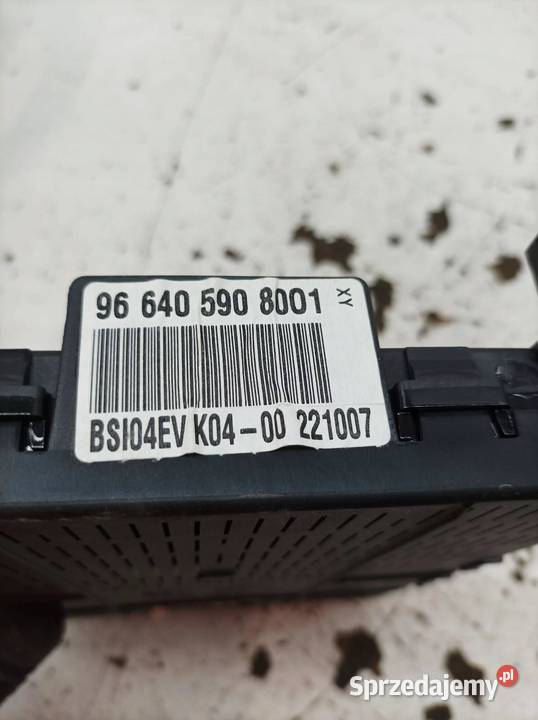 96 640 590 8001
XY
BSI04EV K04-00 221007
Sprzedajemy.pl